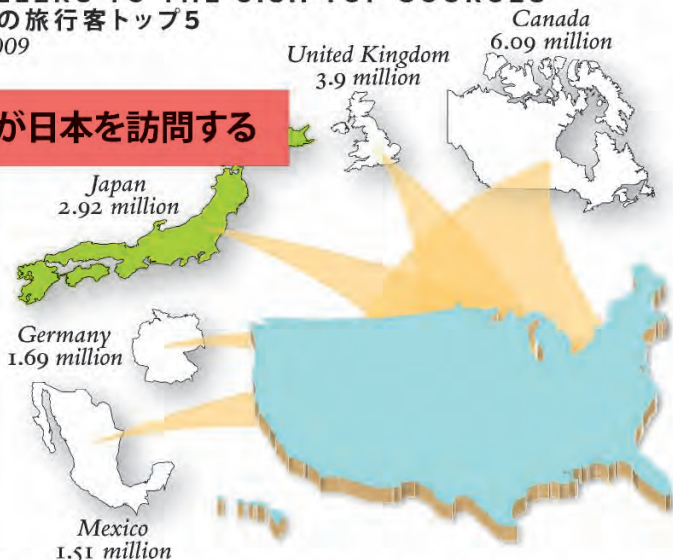 の旅行客トップ5
009
Canada
6.09 million
United Kingdom
3.9 million
が日本を訪問する
Japan
2.92 million
Germany
1.69 million
Mexico
1.51 million